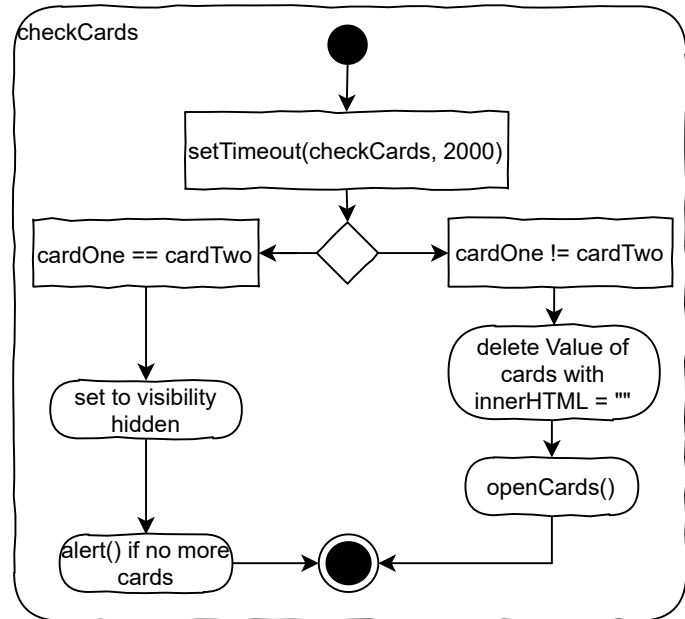 checkCards
setTimeout(checkCards, 2000)
cardOne == cardTwo
cardOne != cardTwo
set to visibility
hidden
delete Value of
cards with
innerHTML = ""
openCards()
alert() if no more
cards